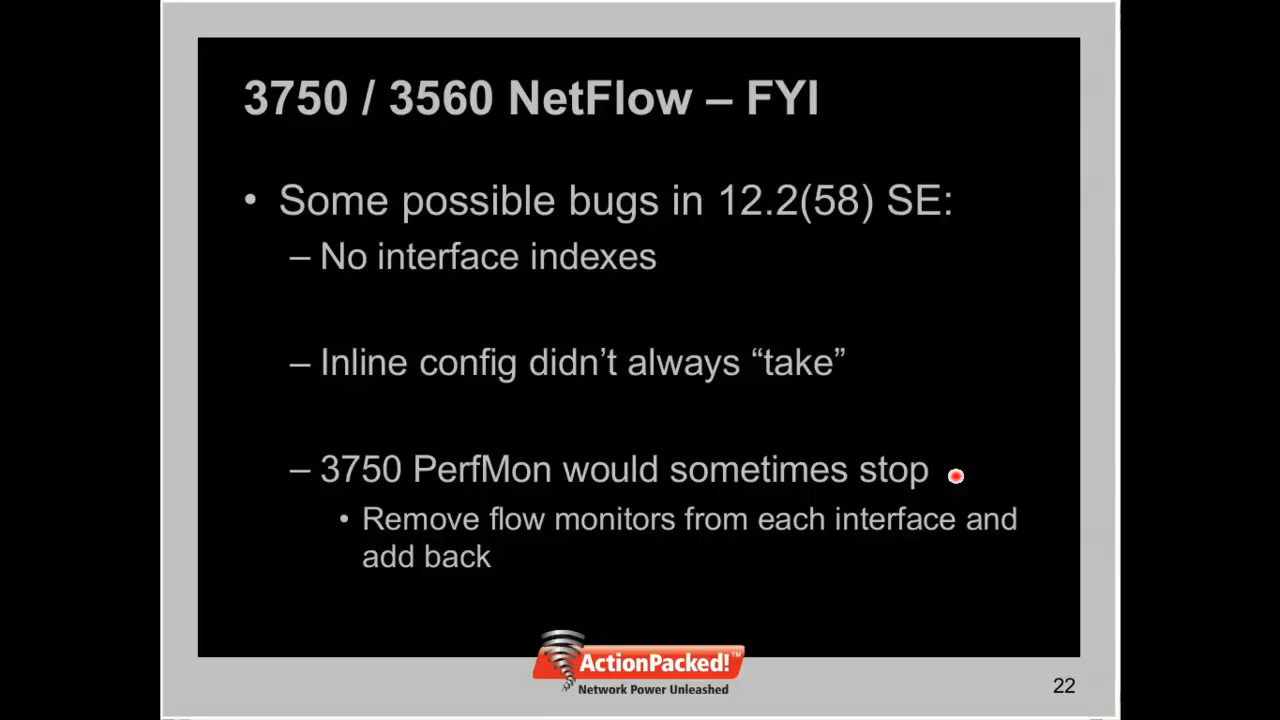 3750 / 3560 NetFlow – FYI
• Some possible bugs in 12.2(58) SE:
– No interface indexes
– Inline config didn’t always “take”
– 3750 PerfMon would sometimes stop
• Remove flow monitors from each interface and
add back
ActionPacked!™
Network Power Unleashed
22